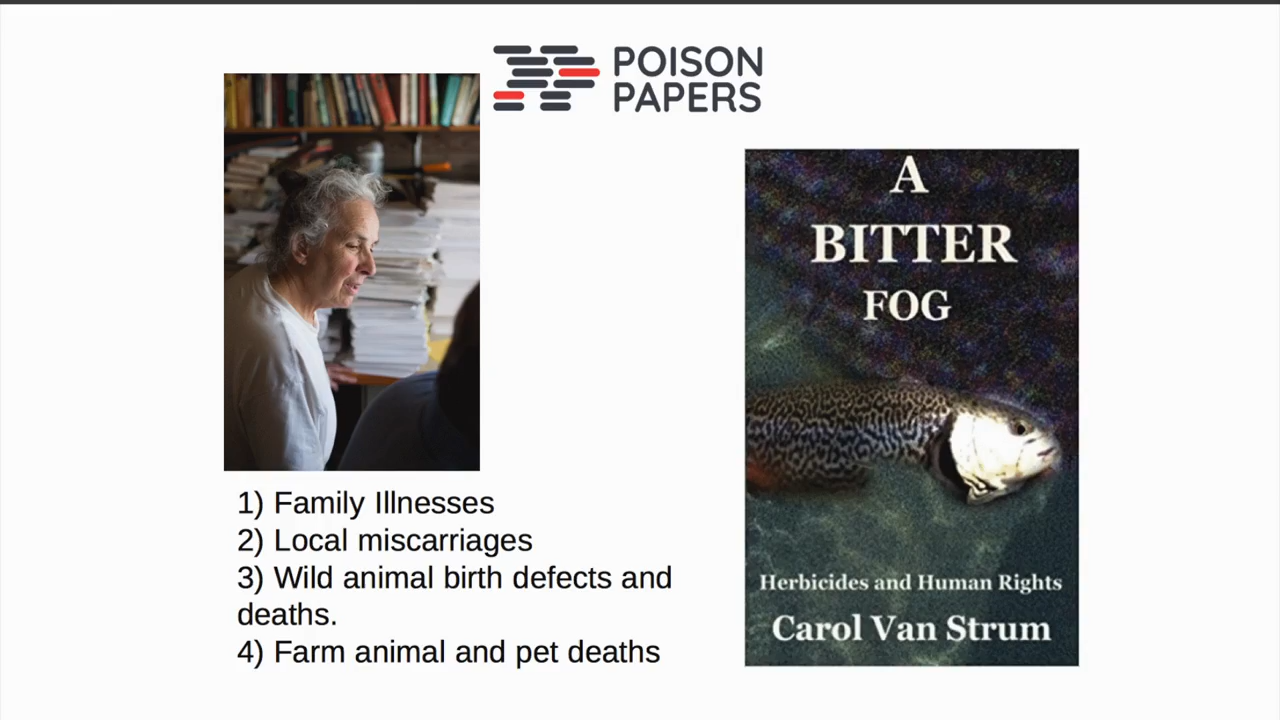 POISON
PAPERS
A
BITTER
FOG
Herbicides and Human Rights
Carol Van Strum
1) Family Illnesses
2) Local miscarriages
3) Wild animal birth defects and
deaths.
4) Farm animal and pet deaths